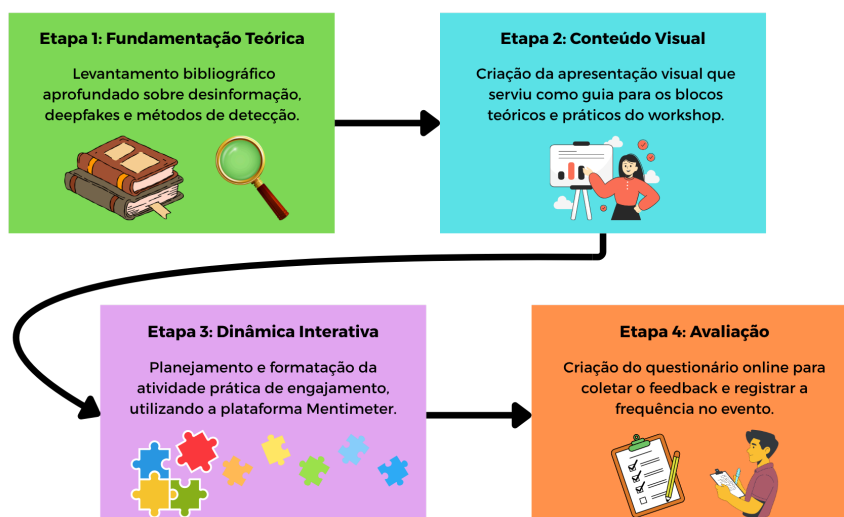 Etapa 1: Fundamentação Teórica
Levantamento bibliográfico
aprofundado sobre desinformação,
deepfakes e métodos de detecção.
Etapa 2: Conteúdo Visual
Criação da apresentação visual que
serviu como guia para os blocos
teóricos e práticos do workshop.
Etapa 3: Dinâmica Interativa
Planejamento e formatação da
atividade prática de engajamento,
utilizando a plataforma Mentimeter.
Etapa 4: Avaliação
Criação do questionário online para
coletar o feedback e registrar a
frequência no evento.